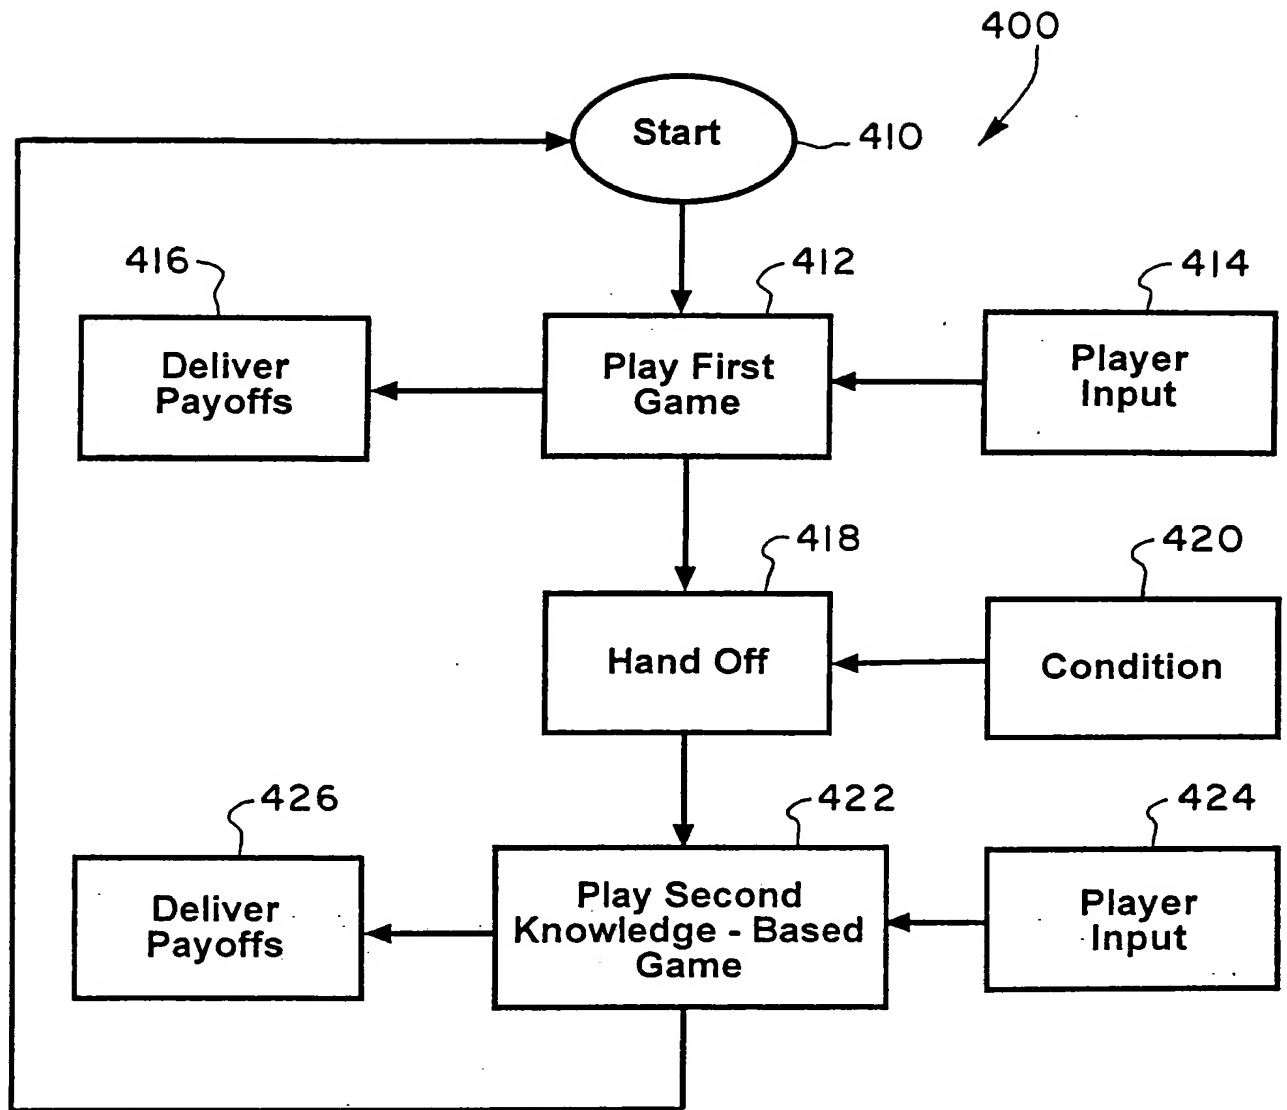 400
Start
410
416
412
414
Deliver
Payoffs
Play First
Game
Player
Input
418
420
Hand Off
Condition
426
422
424
Deliver
Payoffs
Play Second
Knowledge - Based
Game
Player
Input